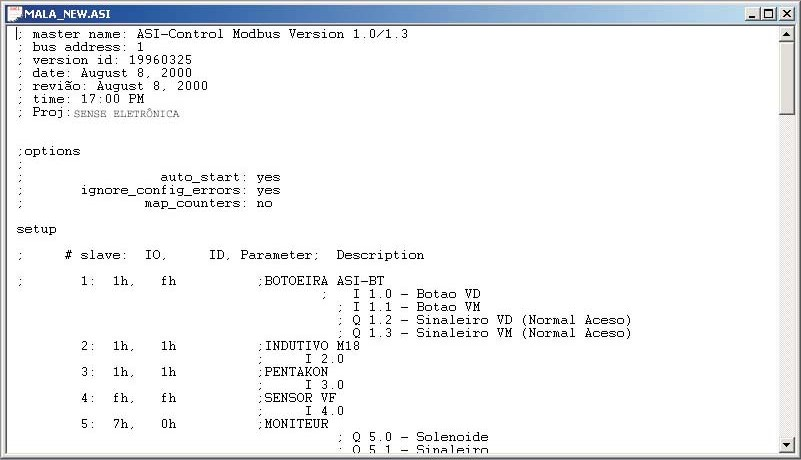 MALA_NEW.ASI
; master name: ASI-Control Modbus Version 1.0/1.3
; bus address: 1
; version id: 19960325
; date: August 8, 2000
; revião: August 8, 2000
; time: 17:00 PM
; Proj: SENSE ELETRÔNICA
;options
;
; auto_start: yes
; ignore_config_errors: yes
; map_counters: no
setup
; # slave: IO, ID, Parameter; Description
; 1: 1h, fh ;BOTOEIRA ASI-BT
; I 1.0 - Botao VD
; I 1.1 - Botao VM
; Q 1.2 - Sinaleiro VD (Normal Aceso)
; Q 1.3 - Sinaleiro VM (Normal Aceso)
2: 1h, 1h ;INDUTIVO M18
; I 2.0
3: 1h, 1h ;PENTAKON
; I 3.0
4: fh, fh ;SENSOR VF
; I 4.0
5: 7h, 0h ;MONITEUR
; Q 5.0 - Solenoide
; Q 5.1 - Sinaleiro